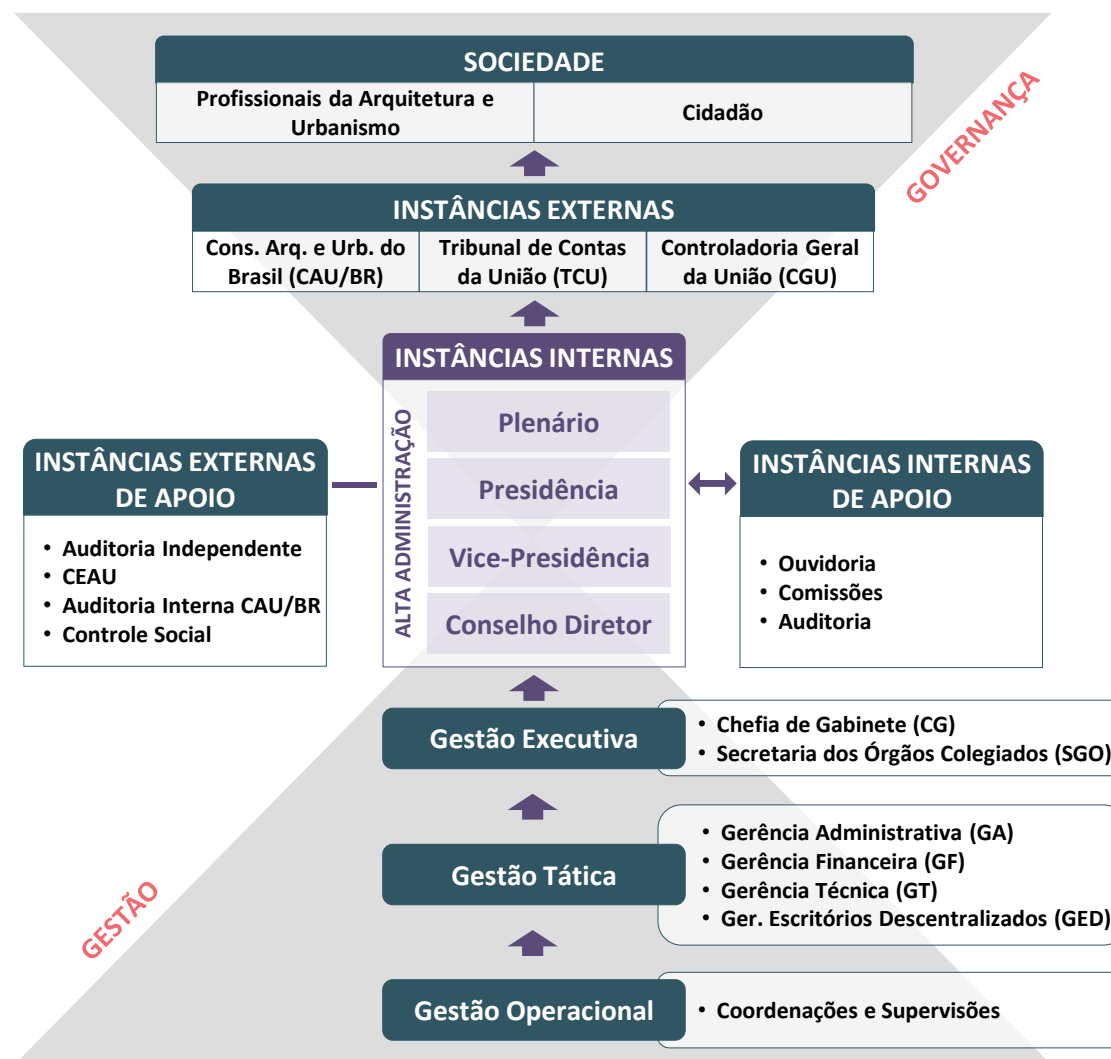 SOCIEDADE
Profissionais da Arquitetura e
Urbanismo
Cidadão
GOVERNANÇA
INSTÂNCIAS EXTERNAS
Cons. Arq. e Urb. do
Brasil (CAU/BR)
Tribunal de Contas
da União (TCU)
Controladoria Geral
da União (CGU)
INSTÂNCIAS INTERNAS
ALTA ADMINISTRAÇÃO
Plenário
Presidência
Vice-Presidência
Conselho Diretor
INSTÂNCIAS EXTERNAS
DE APOIO
• Auditoria Independente
• CEAU
• Auditoria Interna CAU/BR
• Controle Social
INSTÂNCIAS INTERNAS
DE APOIO
• Ouvidoria
• Comissões
• Auditoria
Gestão Executiva
• Chefia de Gabinete (CG)
• Secretaria dos Órgãos Colegiados (SGO)
Gestão Tática
• Gerência Administrativa (GA)
• Gerência Financeira (GF)
• Gerência Técnica (GT)
• Ger. Escritórios Descentralizados (GED)
GESTÃO
Gestão Operacional
• Coordenações e Supervisões